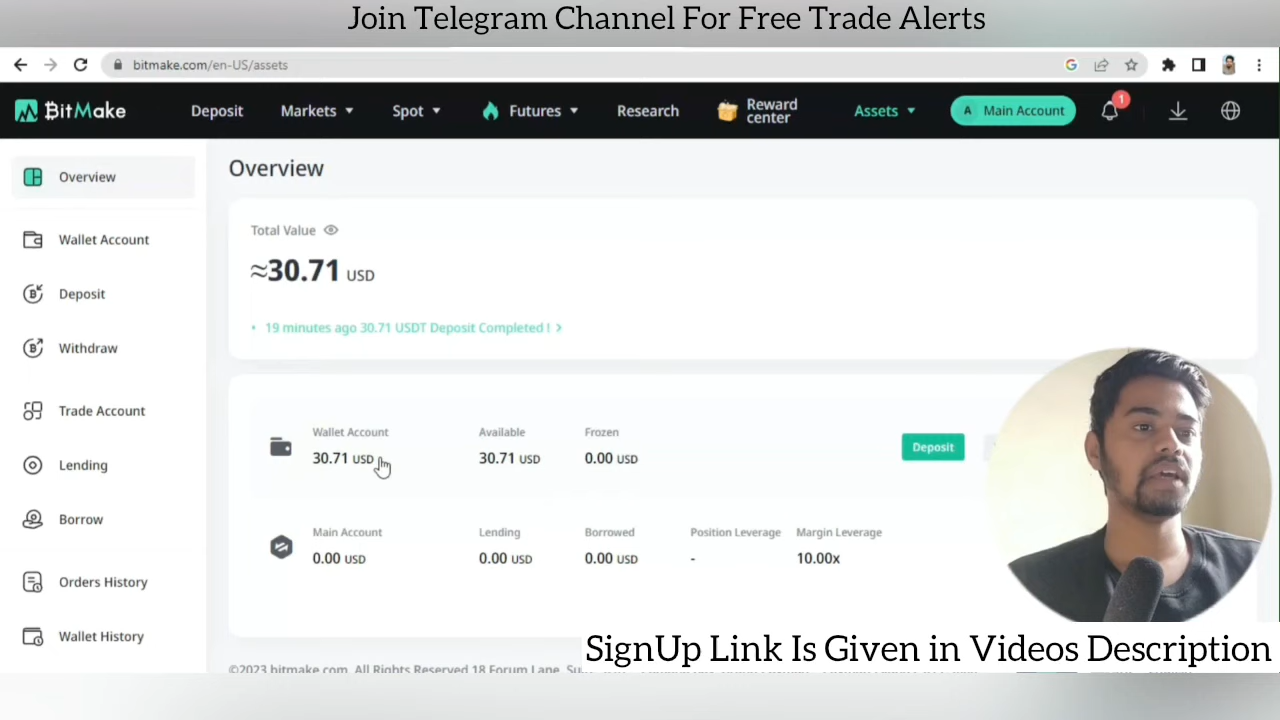 Join Telegram Channel For Free Trade Alerts
bitmake.com/en-US/assets
BitMake Deposit Markets Spot Futures Research Reward center Assets A Main Account 1
Overview
Overview
Total Value
≈30.71 USD
19 minutes ago 30.71 USDT Deposit Completed ! >
Wallet Account
Deposit
Withdraw
Trade Account
Lending
Borrow
Orders History
Wallet History
Wallet Account Available Frozen
30.71 USD 30.71 USD 0.00 USD
Deposit
Main Account Lending Borrowed Position Leverage Margin Leverage
0.00 USD 0.00 USD 0.00 USD - 10.00x
SignUp Link Is Given in Videos Description
©2023 bitmake.com. All Rights Reserved 18 Forum Lane,